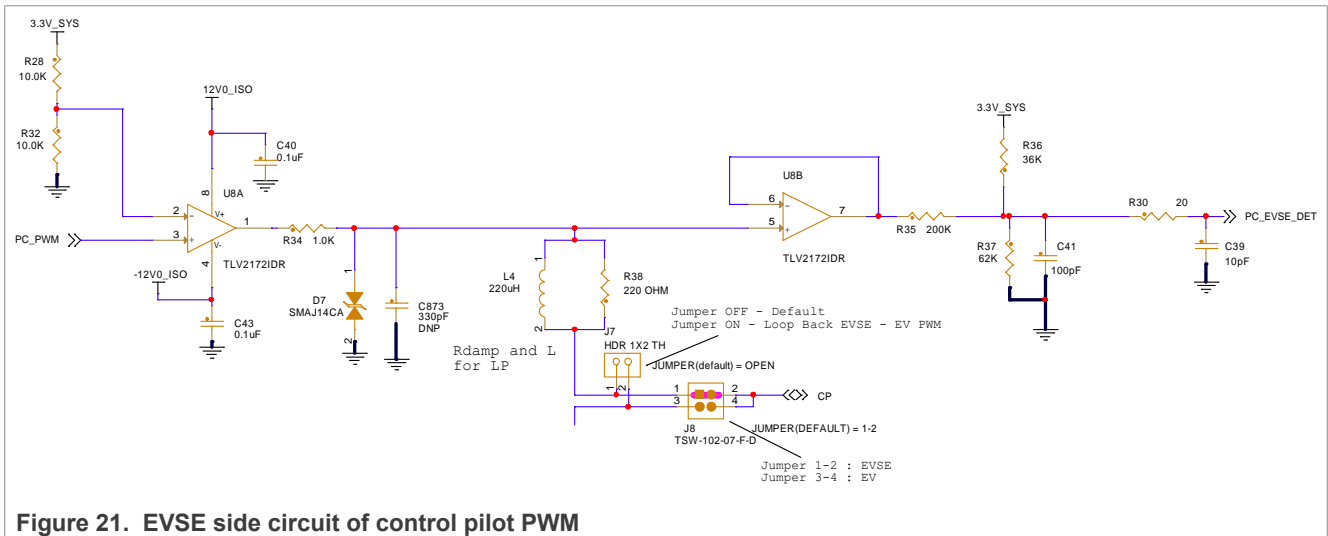 3.3V_SYS
R28
10.0K
R32
10.0K
12V0_ISO
C40
0.1uF
8
U8A
V+
2
-
3
+
1
V-
4
PC_PWM
TLV2172IDR
-12V0_ISO
C43
0.1uF
R34
1.0K
1
D7
SMAJ14CA
2
C873
330pF
DNP
1
L4
220uH
2
R38
220 OHM
Rdamp and L
for LP
J7
HDR 1X2 TH
1
2
Jumper OFF - Default
Jumper ON - Loop Back EVSE - EV PWM
JUMPER(default) = OPEN
1
2
3
4
CP
J8
TSW-102-07-F-D
JUMPER(DEFAULT) = 1-2
Jumper 1-2 : EVSE
Jumper 3-4 : EV
U8B
6
-
5
+
7
TLV2172IDR
R35
200K
3.3V_SYS
R36
36K
R37
62K
C41
100pF
R30
20
PC_EVSE_DET
C39
10pF
Figure 21. EVSE side circuit of control pilot PWM